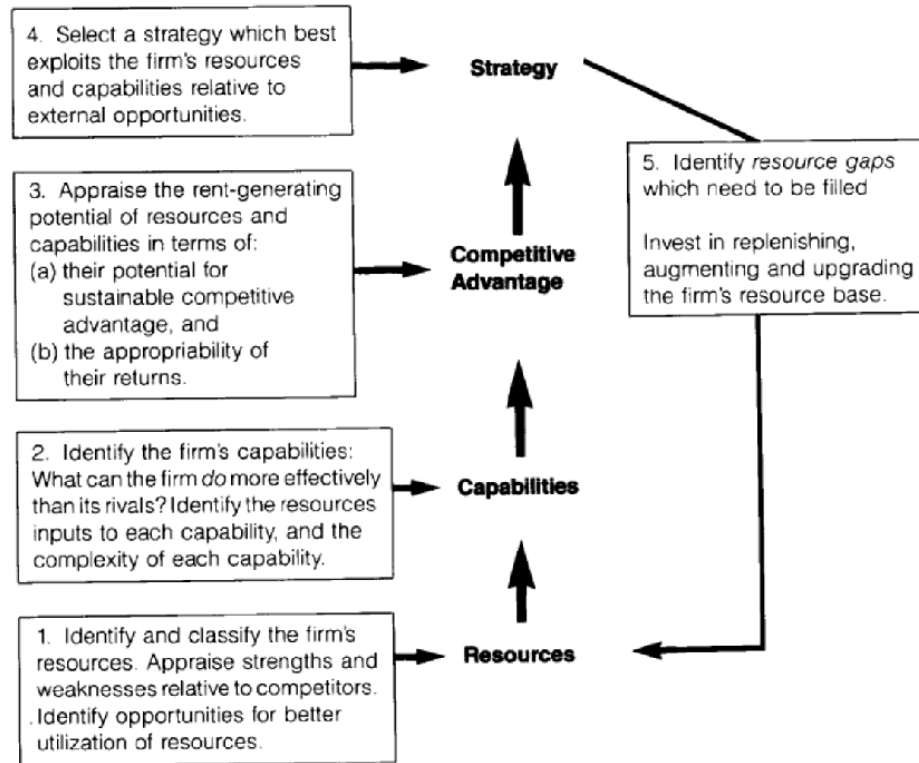 4. Select a strategy which best
exploits the firm's resources
and capabilities relative to
external opportunities.
Strategy
3. Appraise the rent-generating
potential of resources and
capabilities in terms of:
(a) their potential for
sustainable competitive
advantage, and
(b) the appropriability of
their returns.
Competitive
Advantage
5. Identify resource gaps
which need to be filled
Invest in replenishing,
augmenting and upgrading
the firm's resource base.
2. Identify the firm's capabilities:
What can the firm do more effectively
than its rivals? Identify the resources
inputs to each capability, and the
complexity of each capability.
Capabilities
1. Identify and classify the firm's
resources. Appraise strengths and
weaknesses relative to competitors.
Identify opportunities for better
utilization of resources.
Resources